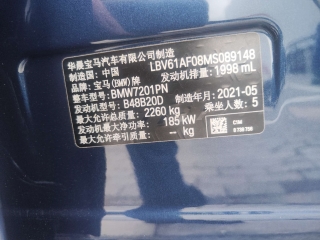 华晨宝马汽车有限公司制造
制造国：中国 LBV61AF08MS089148
品牌：宝马(BMW) 发动机排量：1998 mL
整车型号：BMW7201PN
发动机型号：B48B20D 制造年月：2021-05
最大允许总质量：2260 kg 乘坐人数：5
发动机最大净功率：185 kW
最大允许牵引质量：-- kg